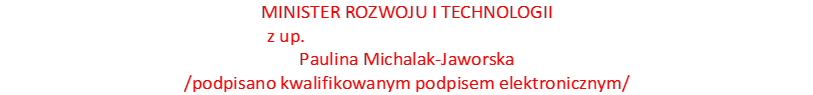 MINISTER ROZWOJU I TECHNOLOGII
z up.
Paulina Michalak-Jaworska
/podpisano kwalifikowanym podpisem elektronicznym/